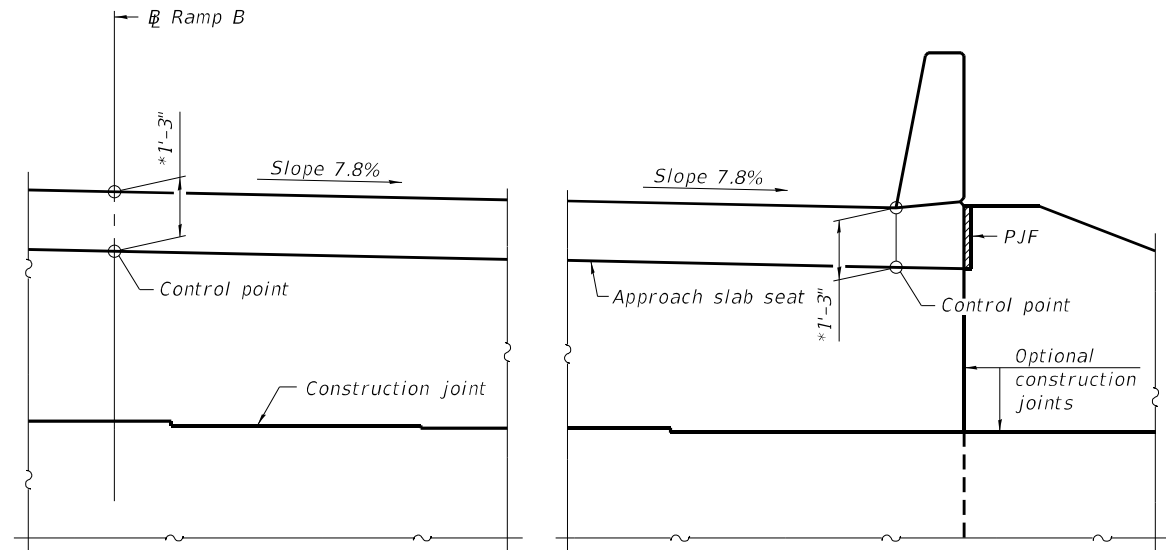 ℄ Ramp B
*1'-3"
Slope 7.8%
Control point
Construction joint
Slope 7.8%
PJF
Approach slab seat
*1'-3"
Control point
Optional
construction
joints